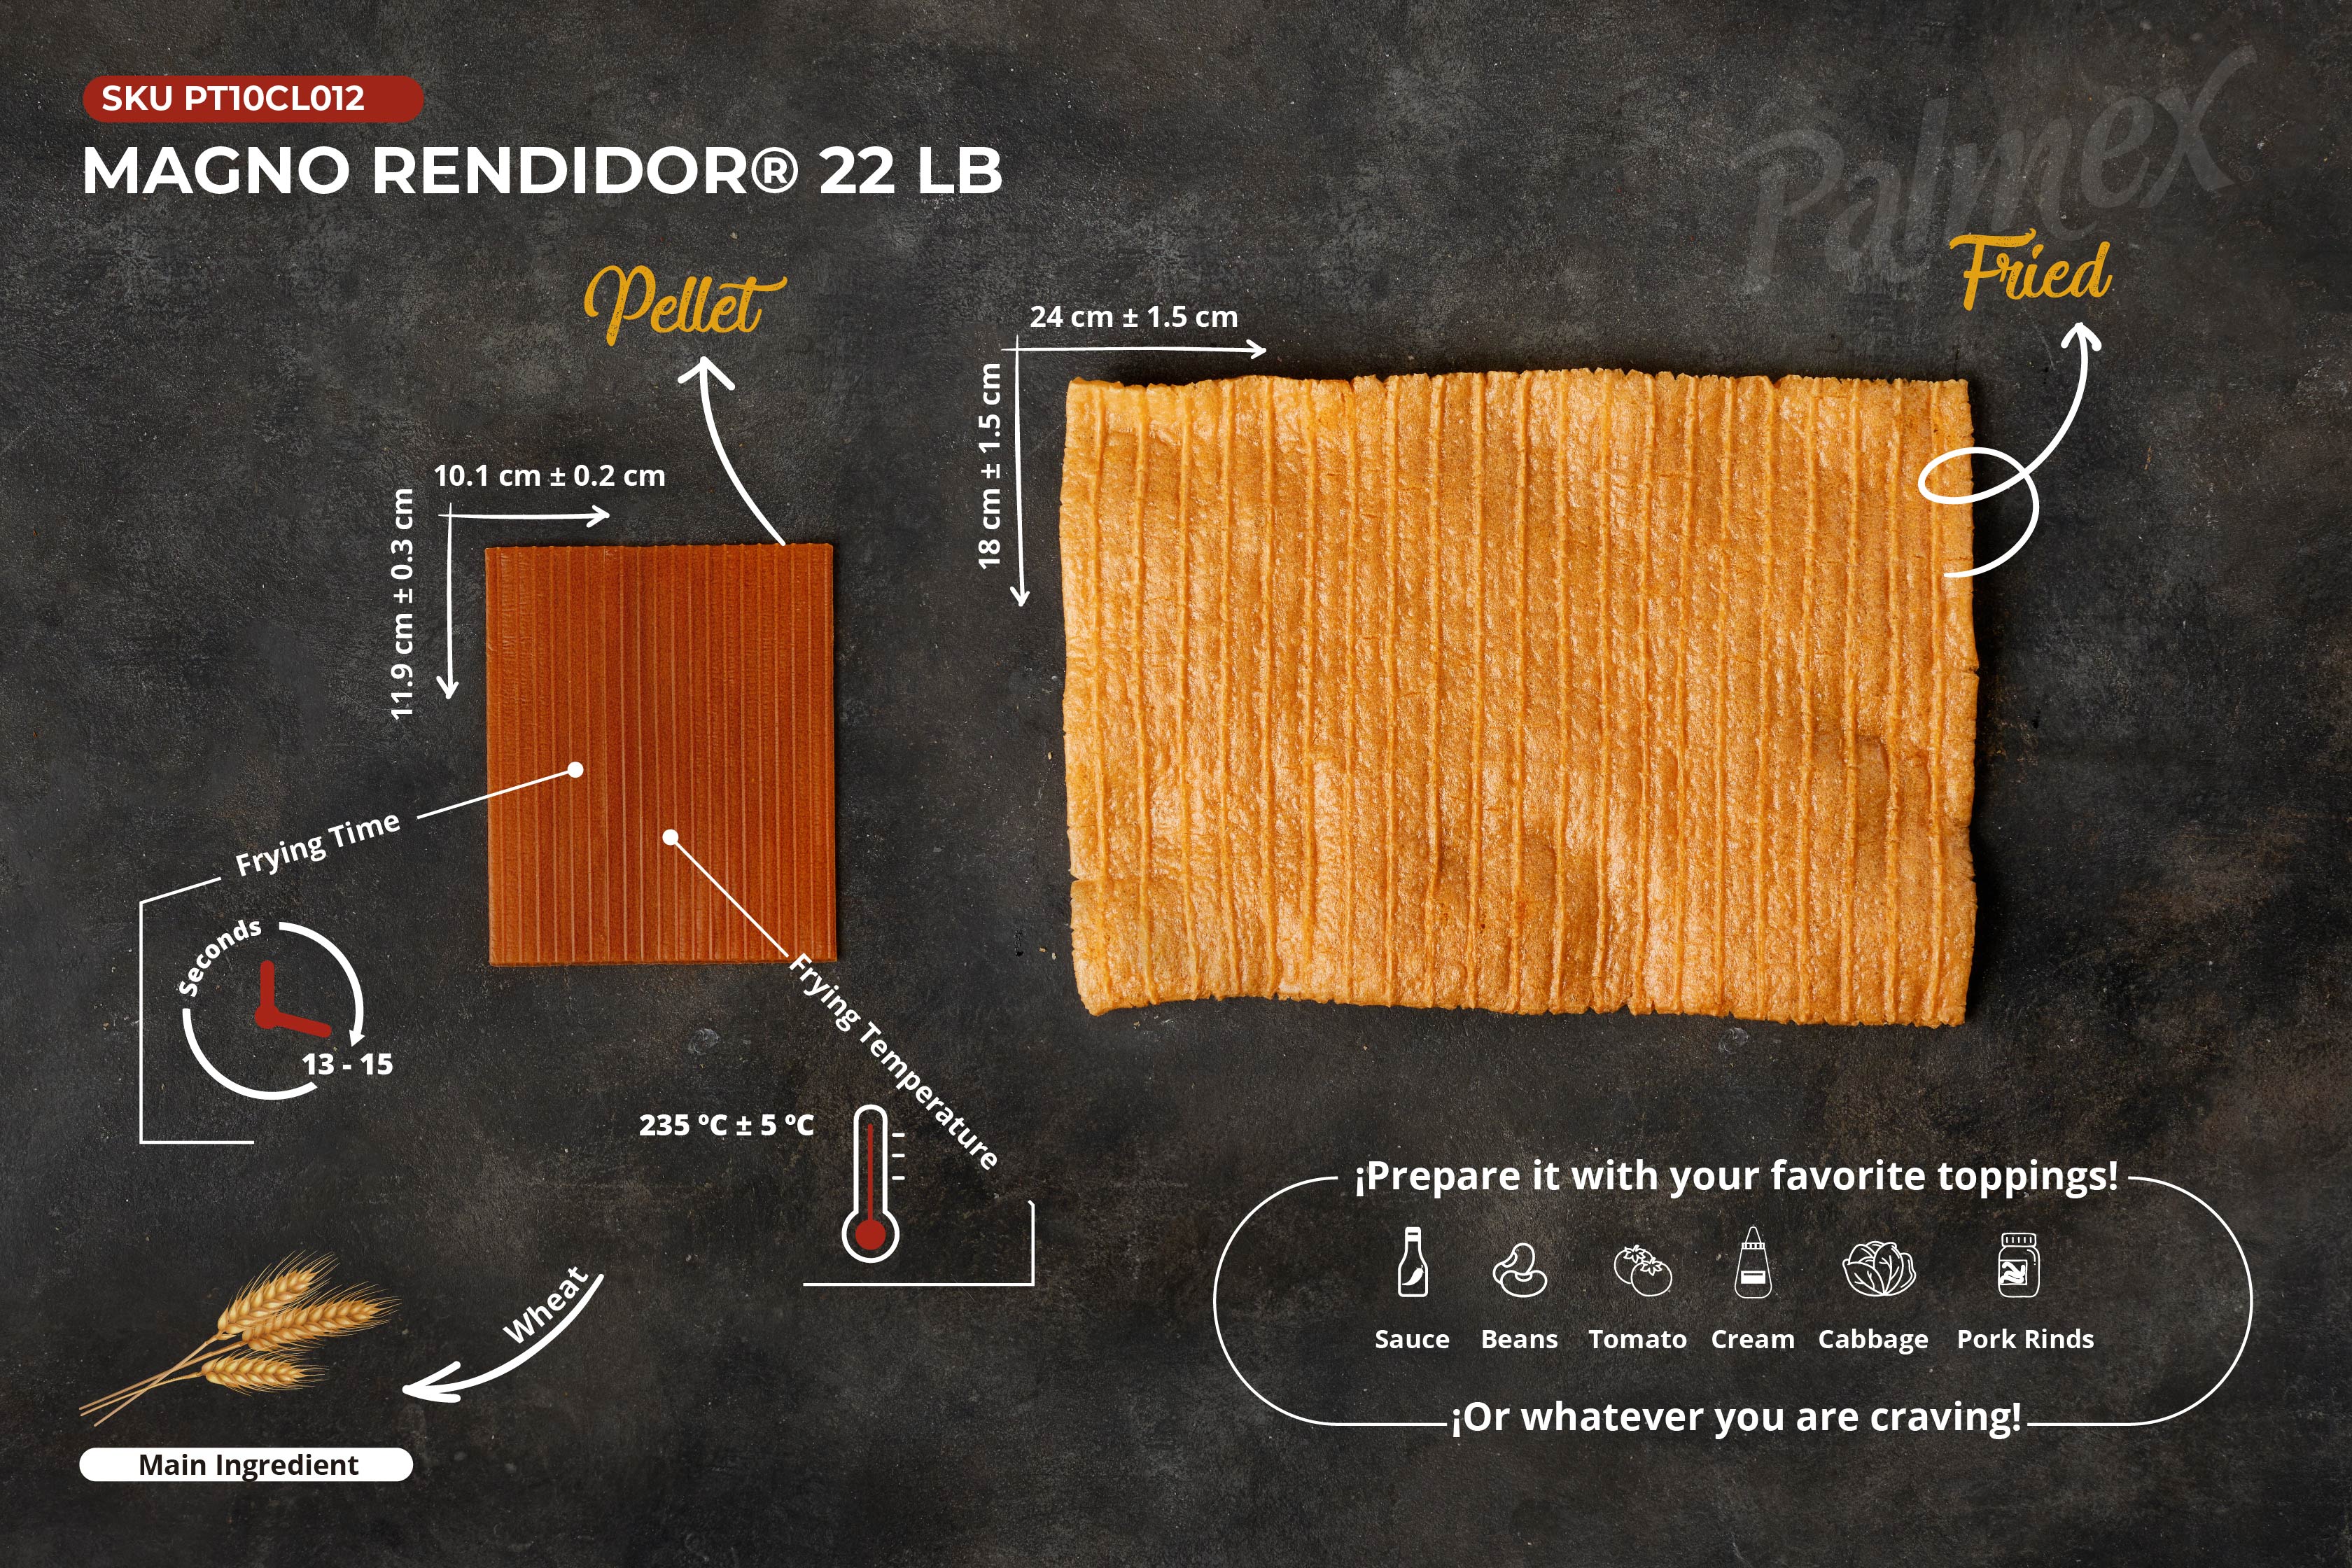 SKU PT10CL012
MAGNO RENDIDOR® 22 LB
Palmex®
Pellet
Fried
10.1 cm ± 0.2 cm
11.9 cm ± 0.3 cm
24 cm ± 1.5 cm
18 cm ± 1.5 cm
Frying Time
Seconds
13 - 15
Frying Temperature
235 ºC ± 5 ºC
Wheat
Main Ingredient
¡Prepare it with your favorite toppings!
Sauce Beans Tomato Cream Cabbage Pork Rinds
¡Or whatever you are craving!